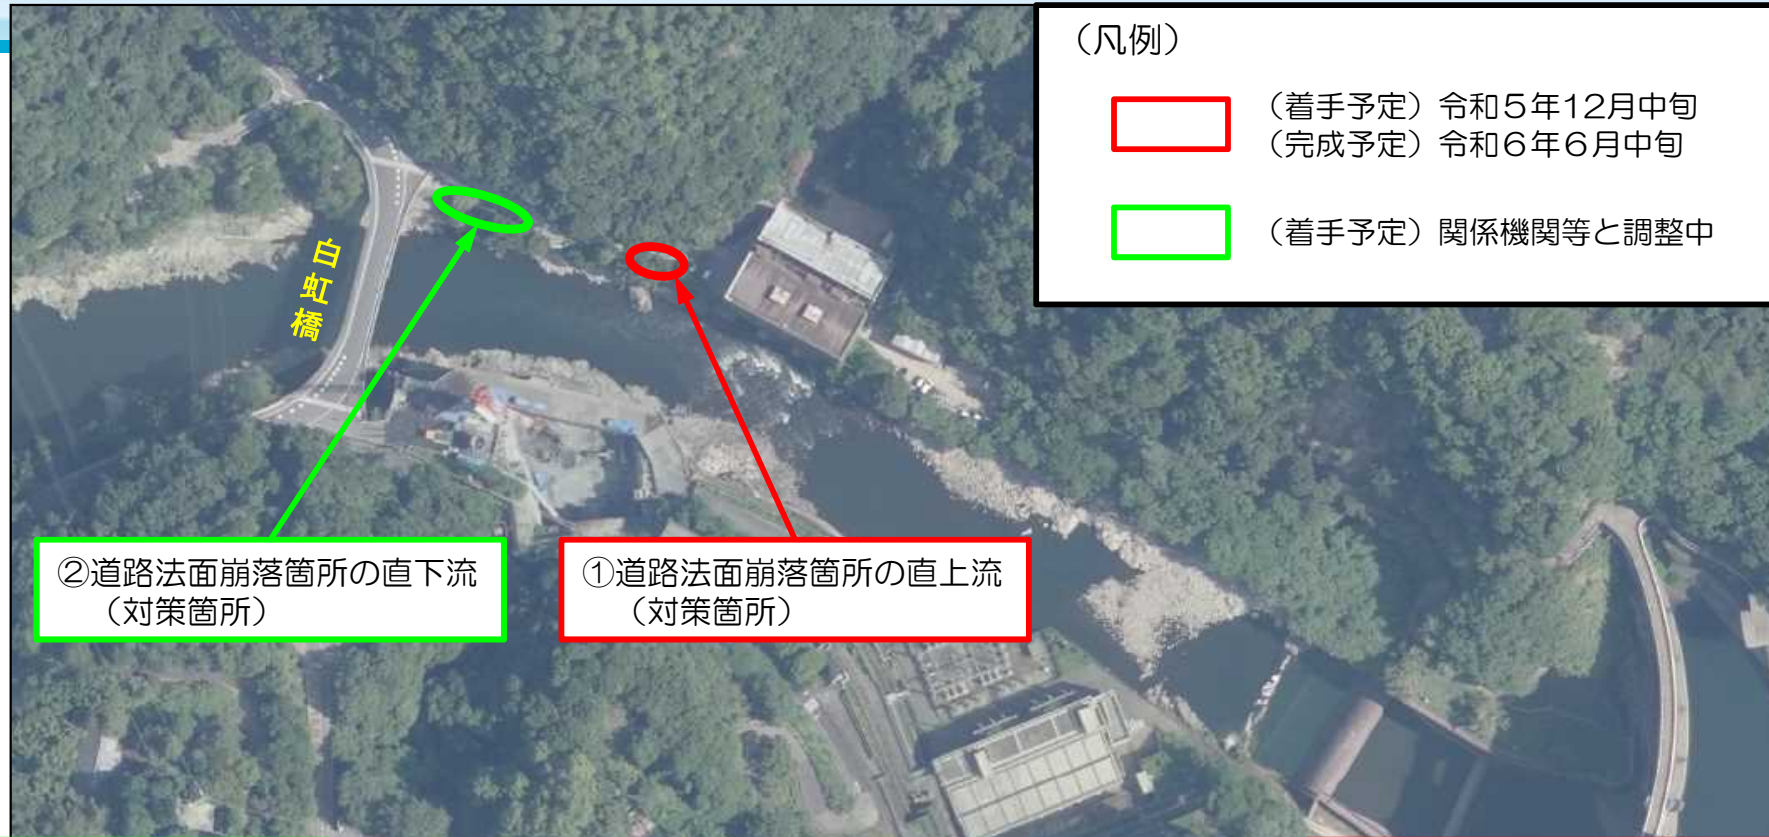 （凡例）
（着手予定）令和５年12月中旬
（完成予定）令和６年６月中旬
（着手予定）関係機関等と調整中
白虹橋
②道路法面崩落箇所の直下流
（対策箇所）
①道路法面崩落箇所の直上流
（対策箇所）